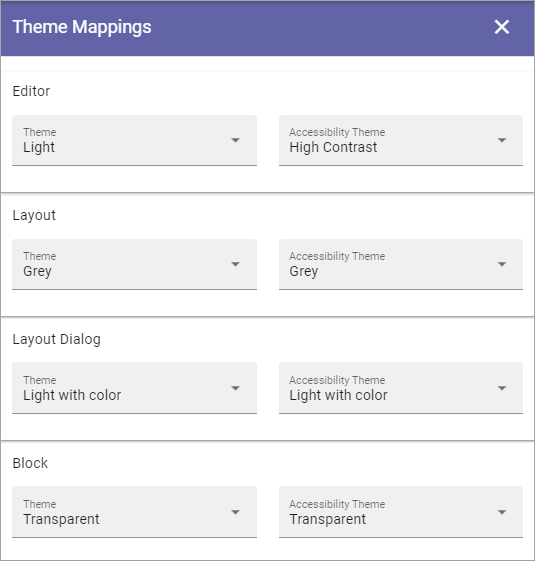 Theme Mappings
Editor
Theme Accessibility Theme
Light High Contrast
Layout
Theme Accessibility Theme
Grey Grey
Layout Dialog
Theme Accessibility Theme
Light with color Light with color
Block
Theme Accessibility Theme
Transparent Transparent